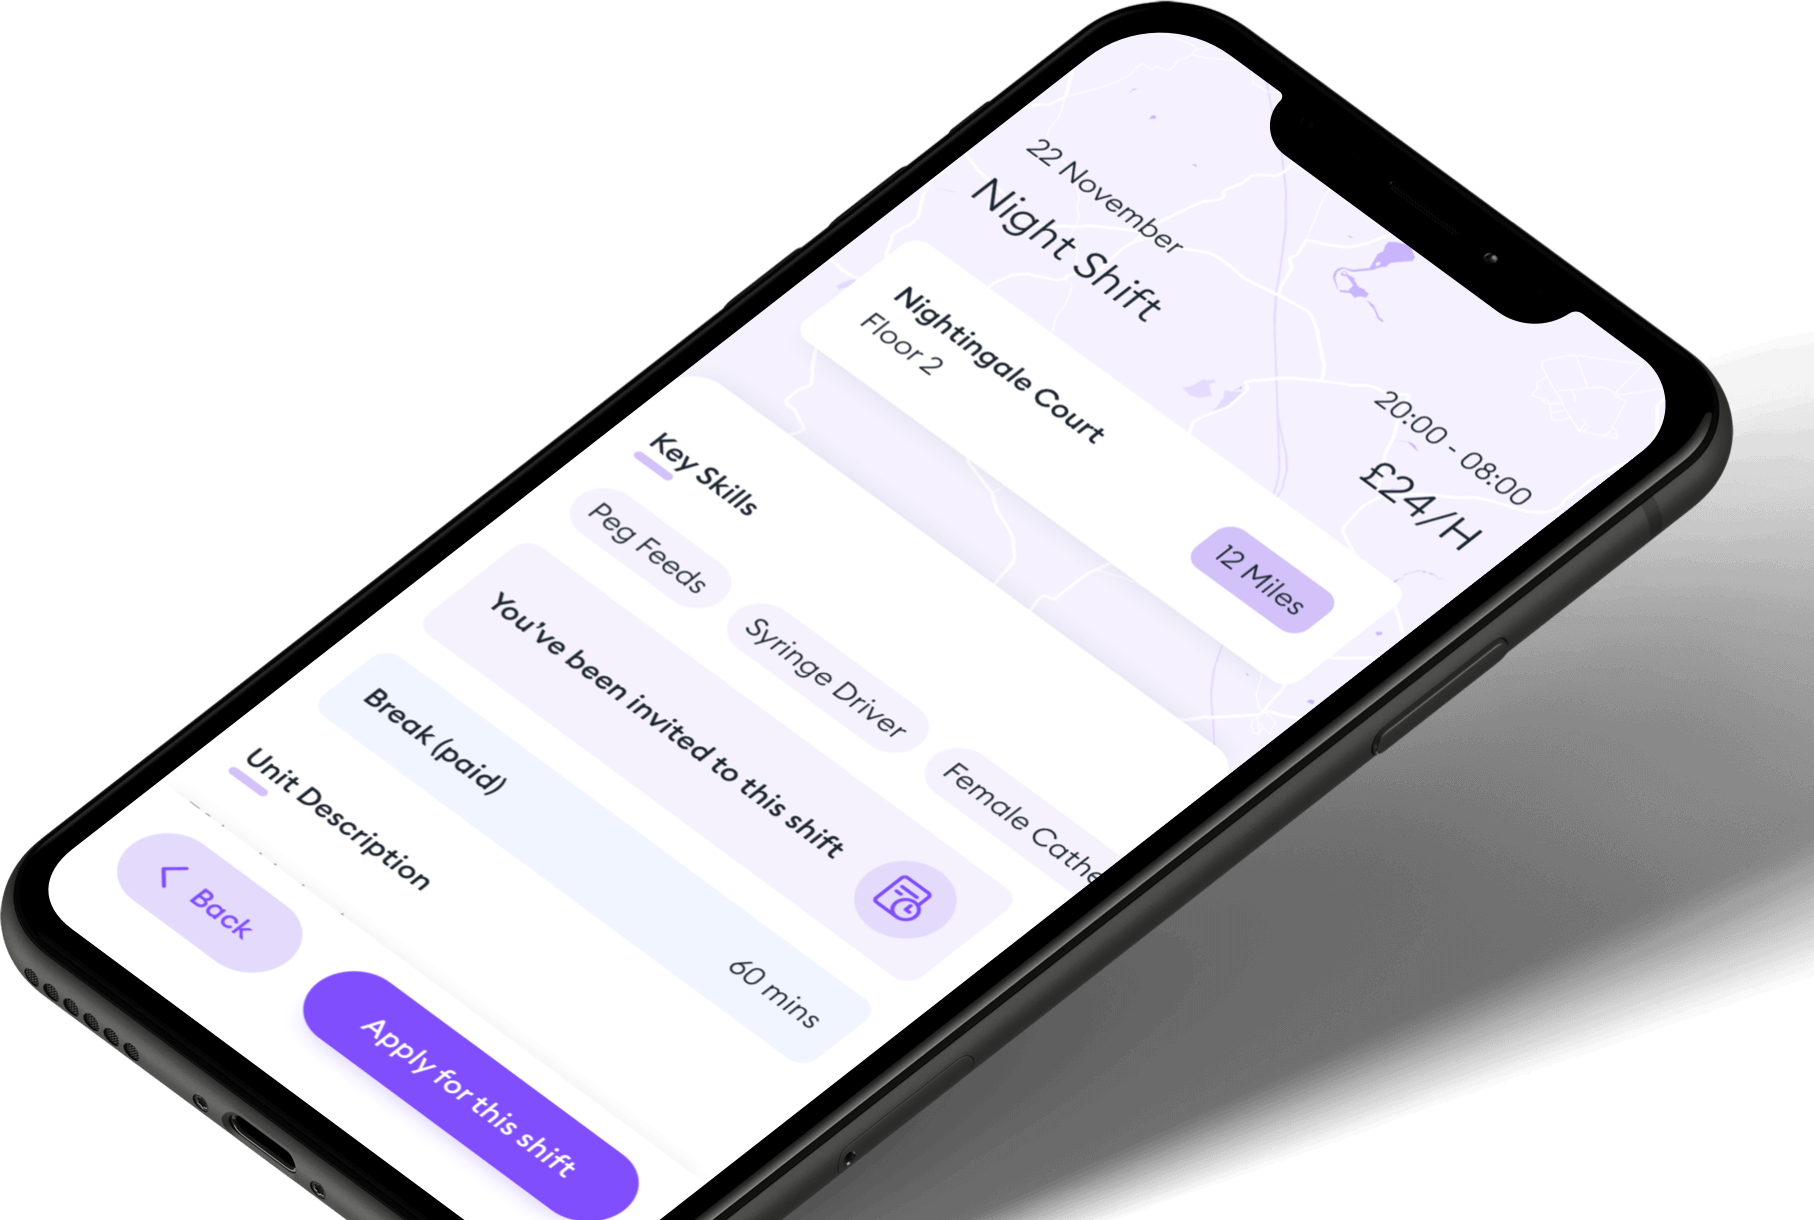 22 November
20:00 - 08:00
Night Shift
£24/H
Nightingale Court
Floor 2
12 Miles
Key Skills
Peg Feeds
Syringe Driver
Female Cathe
You've been invited to this shift
Break (paid)
60 mins
Unit Description
Back
Apply for this shift